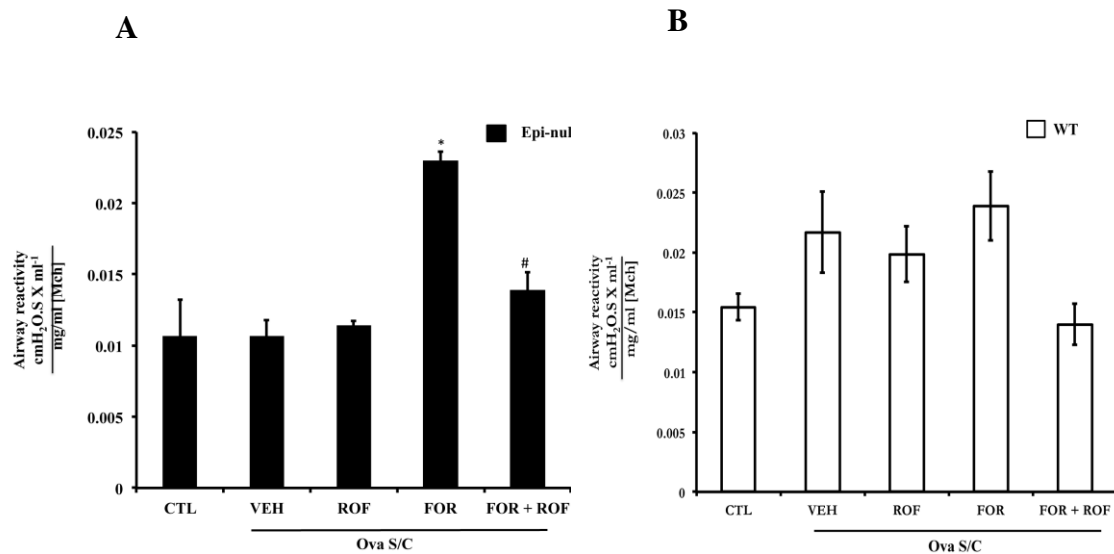 A
Epi-nul
0.025
0.02
0.015
0.01
0.005
0
Airway reactivity
cmH₂O.S X ml⁻¹
mg/ml [Mch]
*
#
CTL VEH ROF FOR FOR + ROF
Ova S/C
B
WT
0.03
0.025
0.02
0.015
0.01
0.005
0
Airway reactivity
cmH₂O.S X ml⁻¹
mg/ml [Mch]
CTL VEH ROF FOR FOR + ROF
Ova S/C